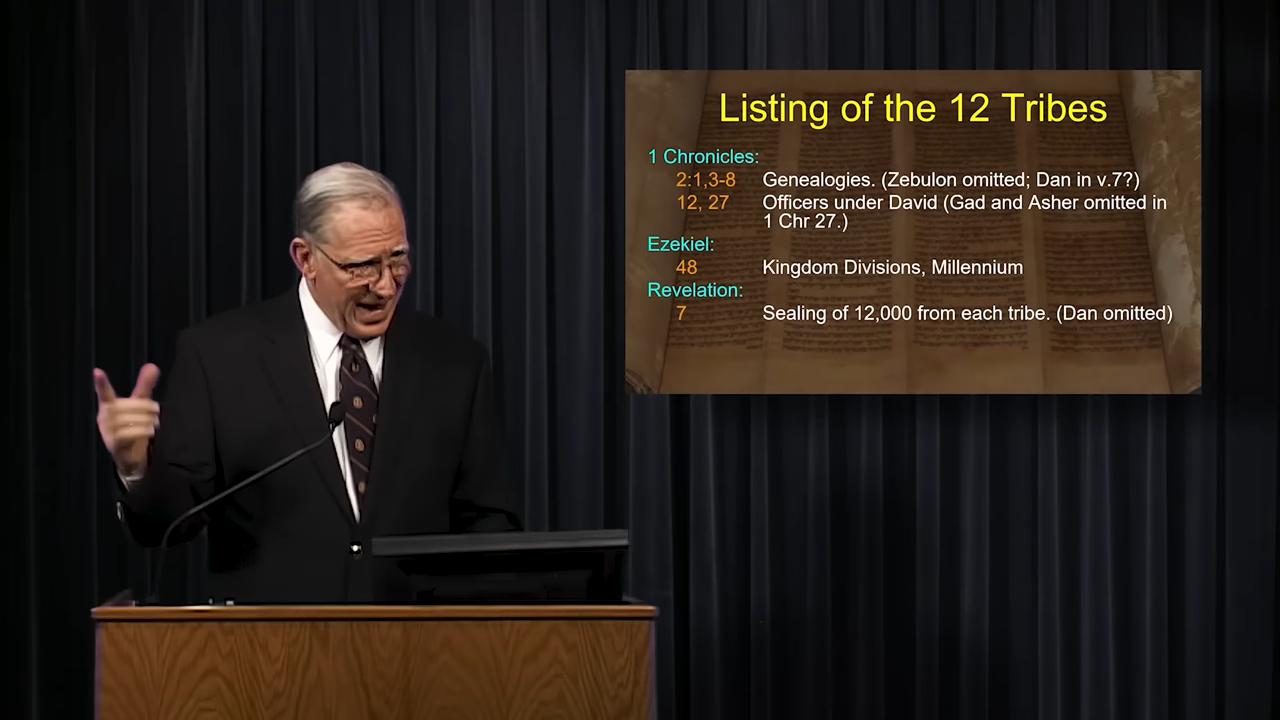 Listing of the 12 Tribes
1 Chronicles:
2:1,3-8 Genealogies. (Zebulon omitted; Dan in v.7?)
12, 27 Officers under David (Gad and Asher omitted in
1 Chr 27.)
Ezekiel:
48 Kingdom Divisions, Millennium
Revelation:
7 Sealing of 12,000 from each tribe. (Dan omitted)